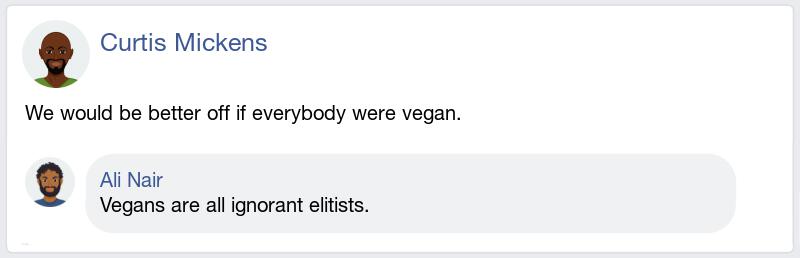 Curtis Mickens
We would be better off if everybody were vegan.
Ali Nair
Vegans are all ignorant elitists.